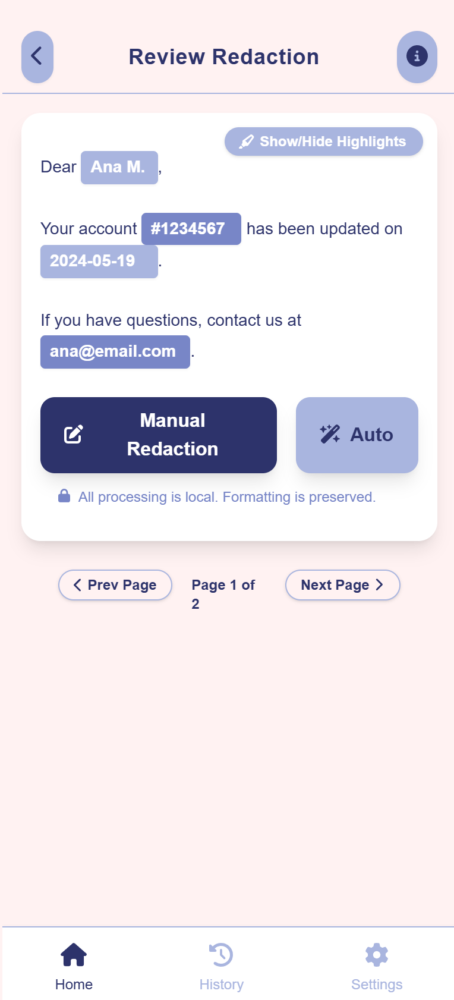 Review Redaction
Show/Hide Highlights
Dear Ana M.,
Your account #1234567 has been updated on
2024-05-19.
If you have questions, contact us at
ana@email.com.
Manual
Redaction
Auto
All processing is local. Formatting is preserved.
Prev Page
Page 1 of
2
Next Page
Home
History
Settings